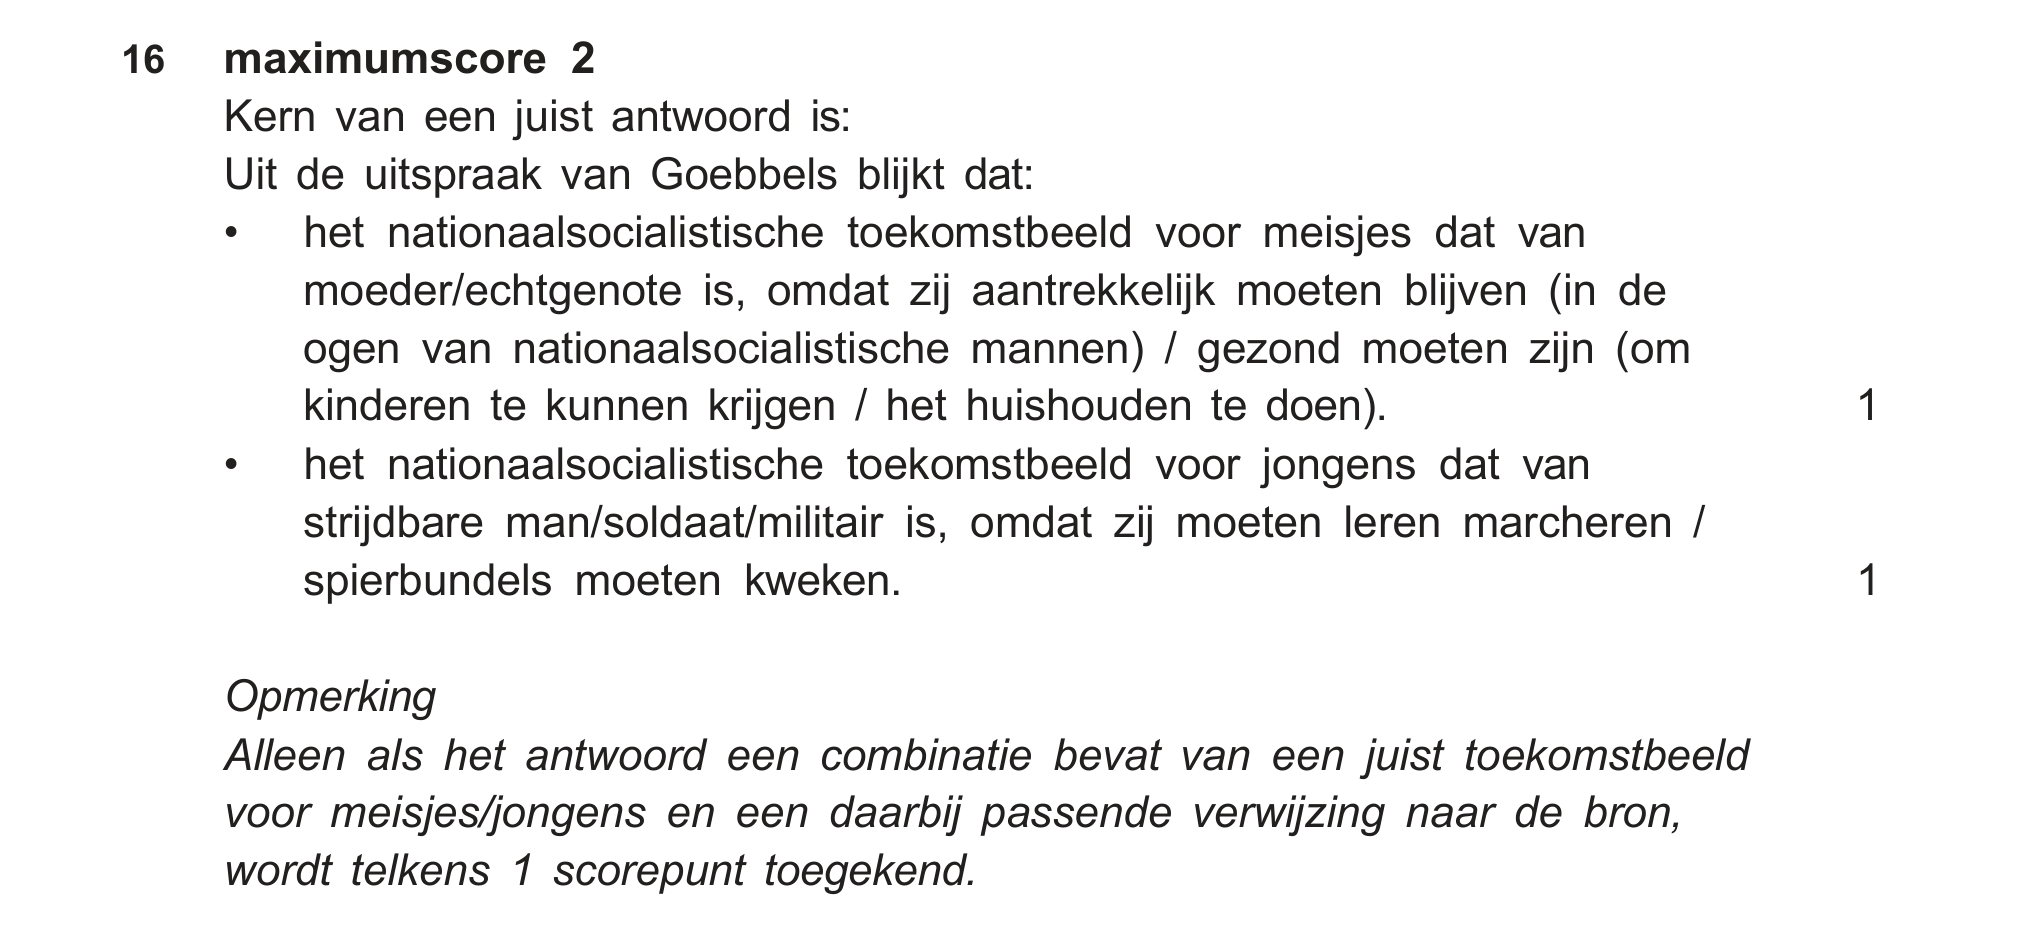 16 maximumscore 2
Kern van een juist antwoord is:
Uit de uitspraak van Goebbels blijkt dat:
• het nationaalsocialistische toekomstbeeld voor meisjes dat van
moeder/echtgenote is, omdat zij aantrekkelijk moeten blijven (in de
ogen van nationaalsocialistische mannen) / gezond moeten zijn (om
kinderen te kunnen krijgen / het huishouden te doen). 1
• het nationaalsocialistische toekomstbeeld voor jongens dat van
strijdbare man/soldaat/militair is, omdat zij moeten leren marcheren /
spierbundels moeten kweken. 1
Opmerking
Alleen als het antwoord een combinatie bevat van een juist toekomstbeeld
voor meisjes/jongens en een daarbij passende verwijzing naar de bron,
wordt telkens 1 scorepunt toegekend.